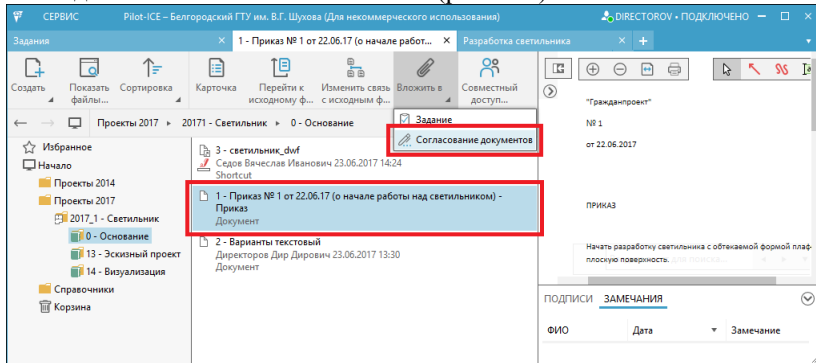 СЕРВИС
Pilot-ICE – Белгородский ГТУ им. В.Г. Шухова (Для некоммерческого использования)
DIRECTOROV • ПОДКЛЮЧЕНО
Задания
1 - Приказ № 1 от 22.06.17 (о начале работ...
Разработка светильника
Создать
Показать файлы...
Сортировка
Карточка
Перейти к исходному ф...
Изменить связь с исходным ф...
Вложить в
Совместный доступ...
Задание
Согласование документов
Проекты 2017
20171 - Светильник
0 - Основание
Избранное
Начало
Проекты 2014
Проекты 2017
2017_1 - Светильник
0 - Основание
13 - Эскизный проект
14 - Визуализация
Справочники
Корзина
3 - светильник_dwf
Седов Вячеслав Иванович 23.06.2017 14:24
Shortcut
1 - Приказ № 1 от 22.06.17 (о начале работы над светильником) -
Приказ
Документ
2 - Варианты текстовый
Директоров Дир Дирович 23.06.2017 13:30
Документ
"Гражданпроект"
№ 1
от 22.06.2017
ПРИКАЗ
Начать разработку светильника с обтекаемой формой плаф
плоскую поверхность.
ПОДПИСИ
ЗАМЕЧАНИЯ
ФИО
Дата
Замечание